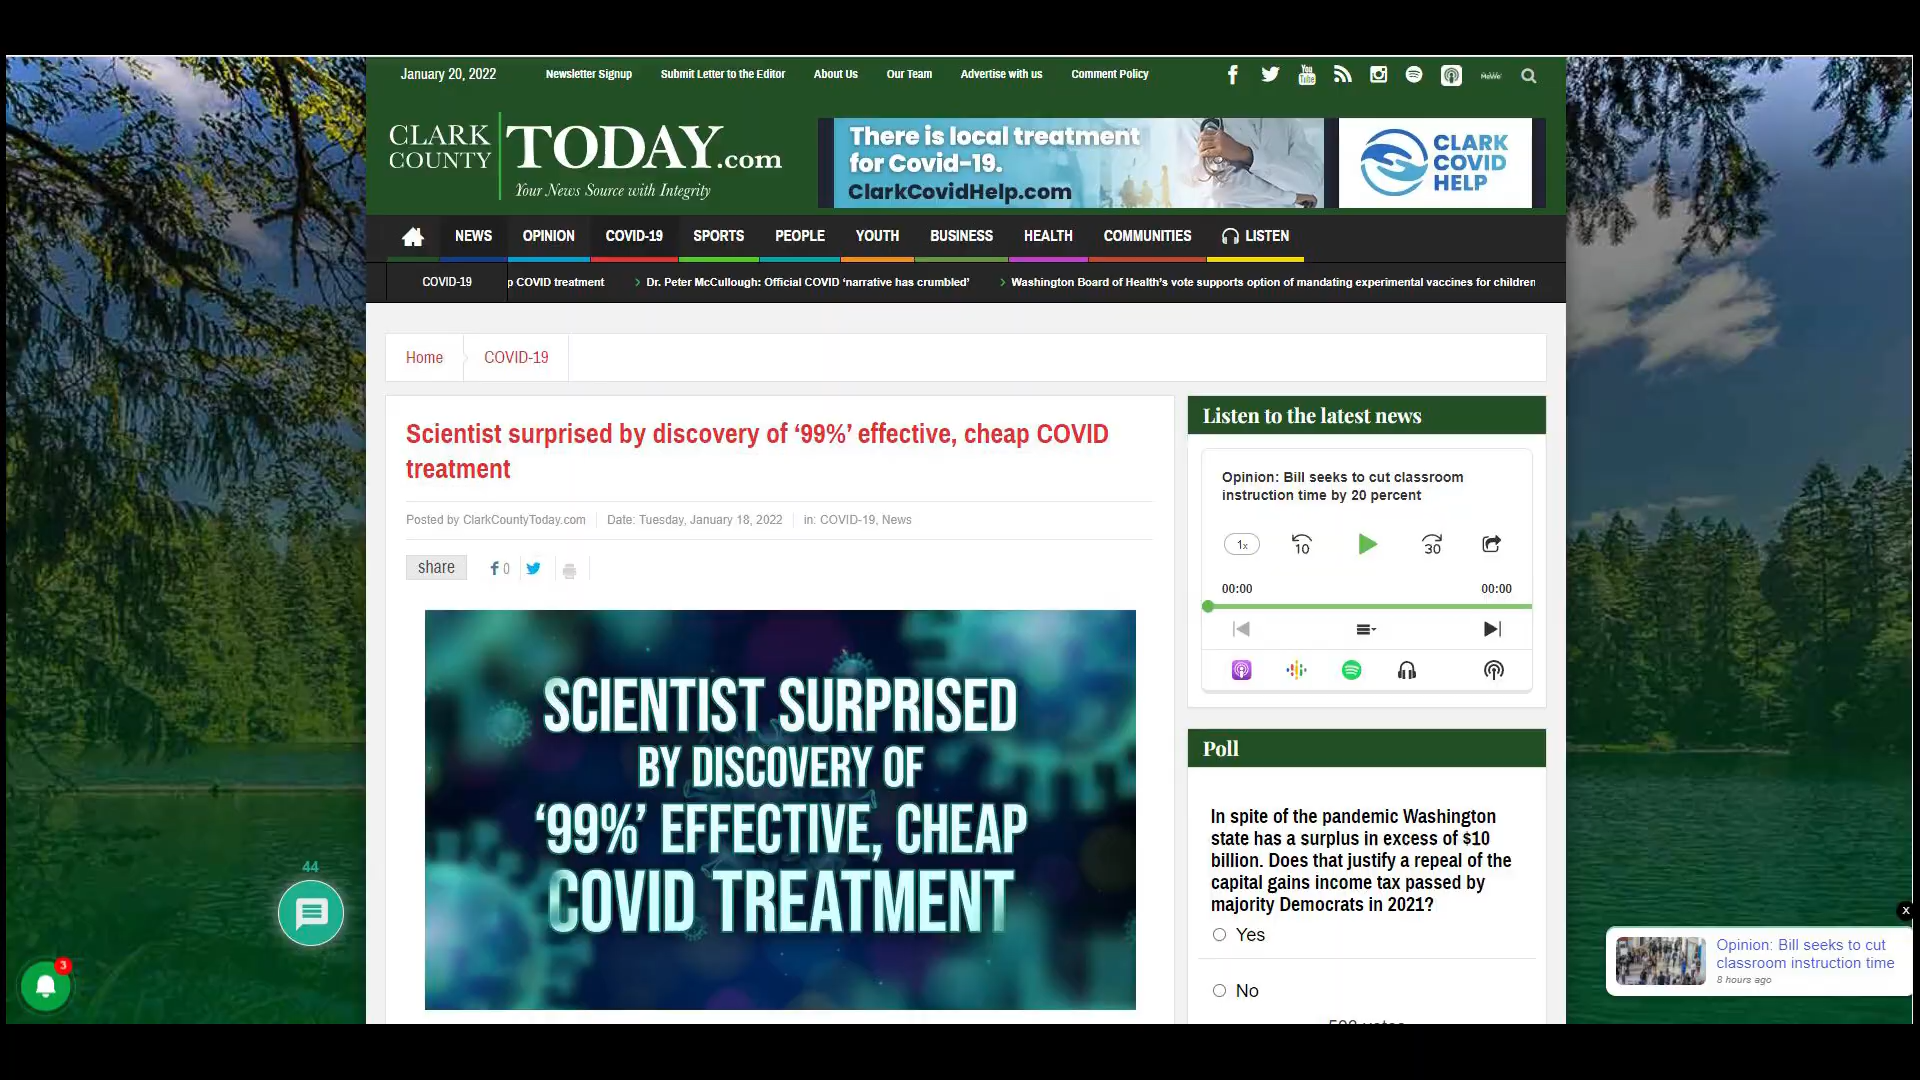 January 20, 2022
Newsletter Signup
Submit Letter to the Editor
About Us
Our Team
Advertise with us
Comment Policy
You
Tube
MeWe
CLARK
COUNTY
TODAY.com
Your News Source with Integrity
There is local treatment
for Covid-19.
ClarkCovidHelp.com
CLARK
COVID
HELP
NEWS
OPINION
COVID-19
SPORTS
PEOPLE
YOUTH
BUSINESS
HEALTH
COMMUNITIES
LISTEN
COVID-19
p COVID treatment
Dr. Peter McCullough: Official COVID ‘narrative has crumbled’
Washington Board of Health’s vote supports option of mandating experimental vaccines for children
Home
COVID-19
Scientist surprised by discovery of ‘99%’ effective, cheap COVID
treatment
Posted by ClarkCountyToday.com
Date: Tuesday, January 18, 2022
in: COVID-19, News
share
0
SCIENTIST SURPRISED
BY DISCOVERY OF
‘99%’ EFFECTIVE, CHEAP
COVID TREATMENT
Listen to the latest news
Opinion: Bill seeks to cut classroom
instruction time by 20 percent
1x
10
30
00:00
00:00
Poll
In spite of the pandemic Washington
state has a surplus in excess of $10
billion. Does that justify a repeal of the
capital gains income tax passed by
majority Democrats in 2021?
Yes
No
44
3
x
Opinion: Bill seeks to cut
classroom instruction time
8 hours ago